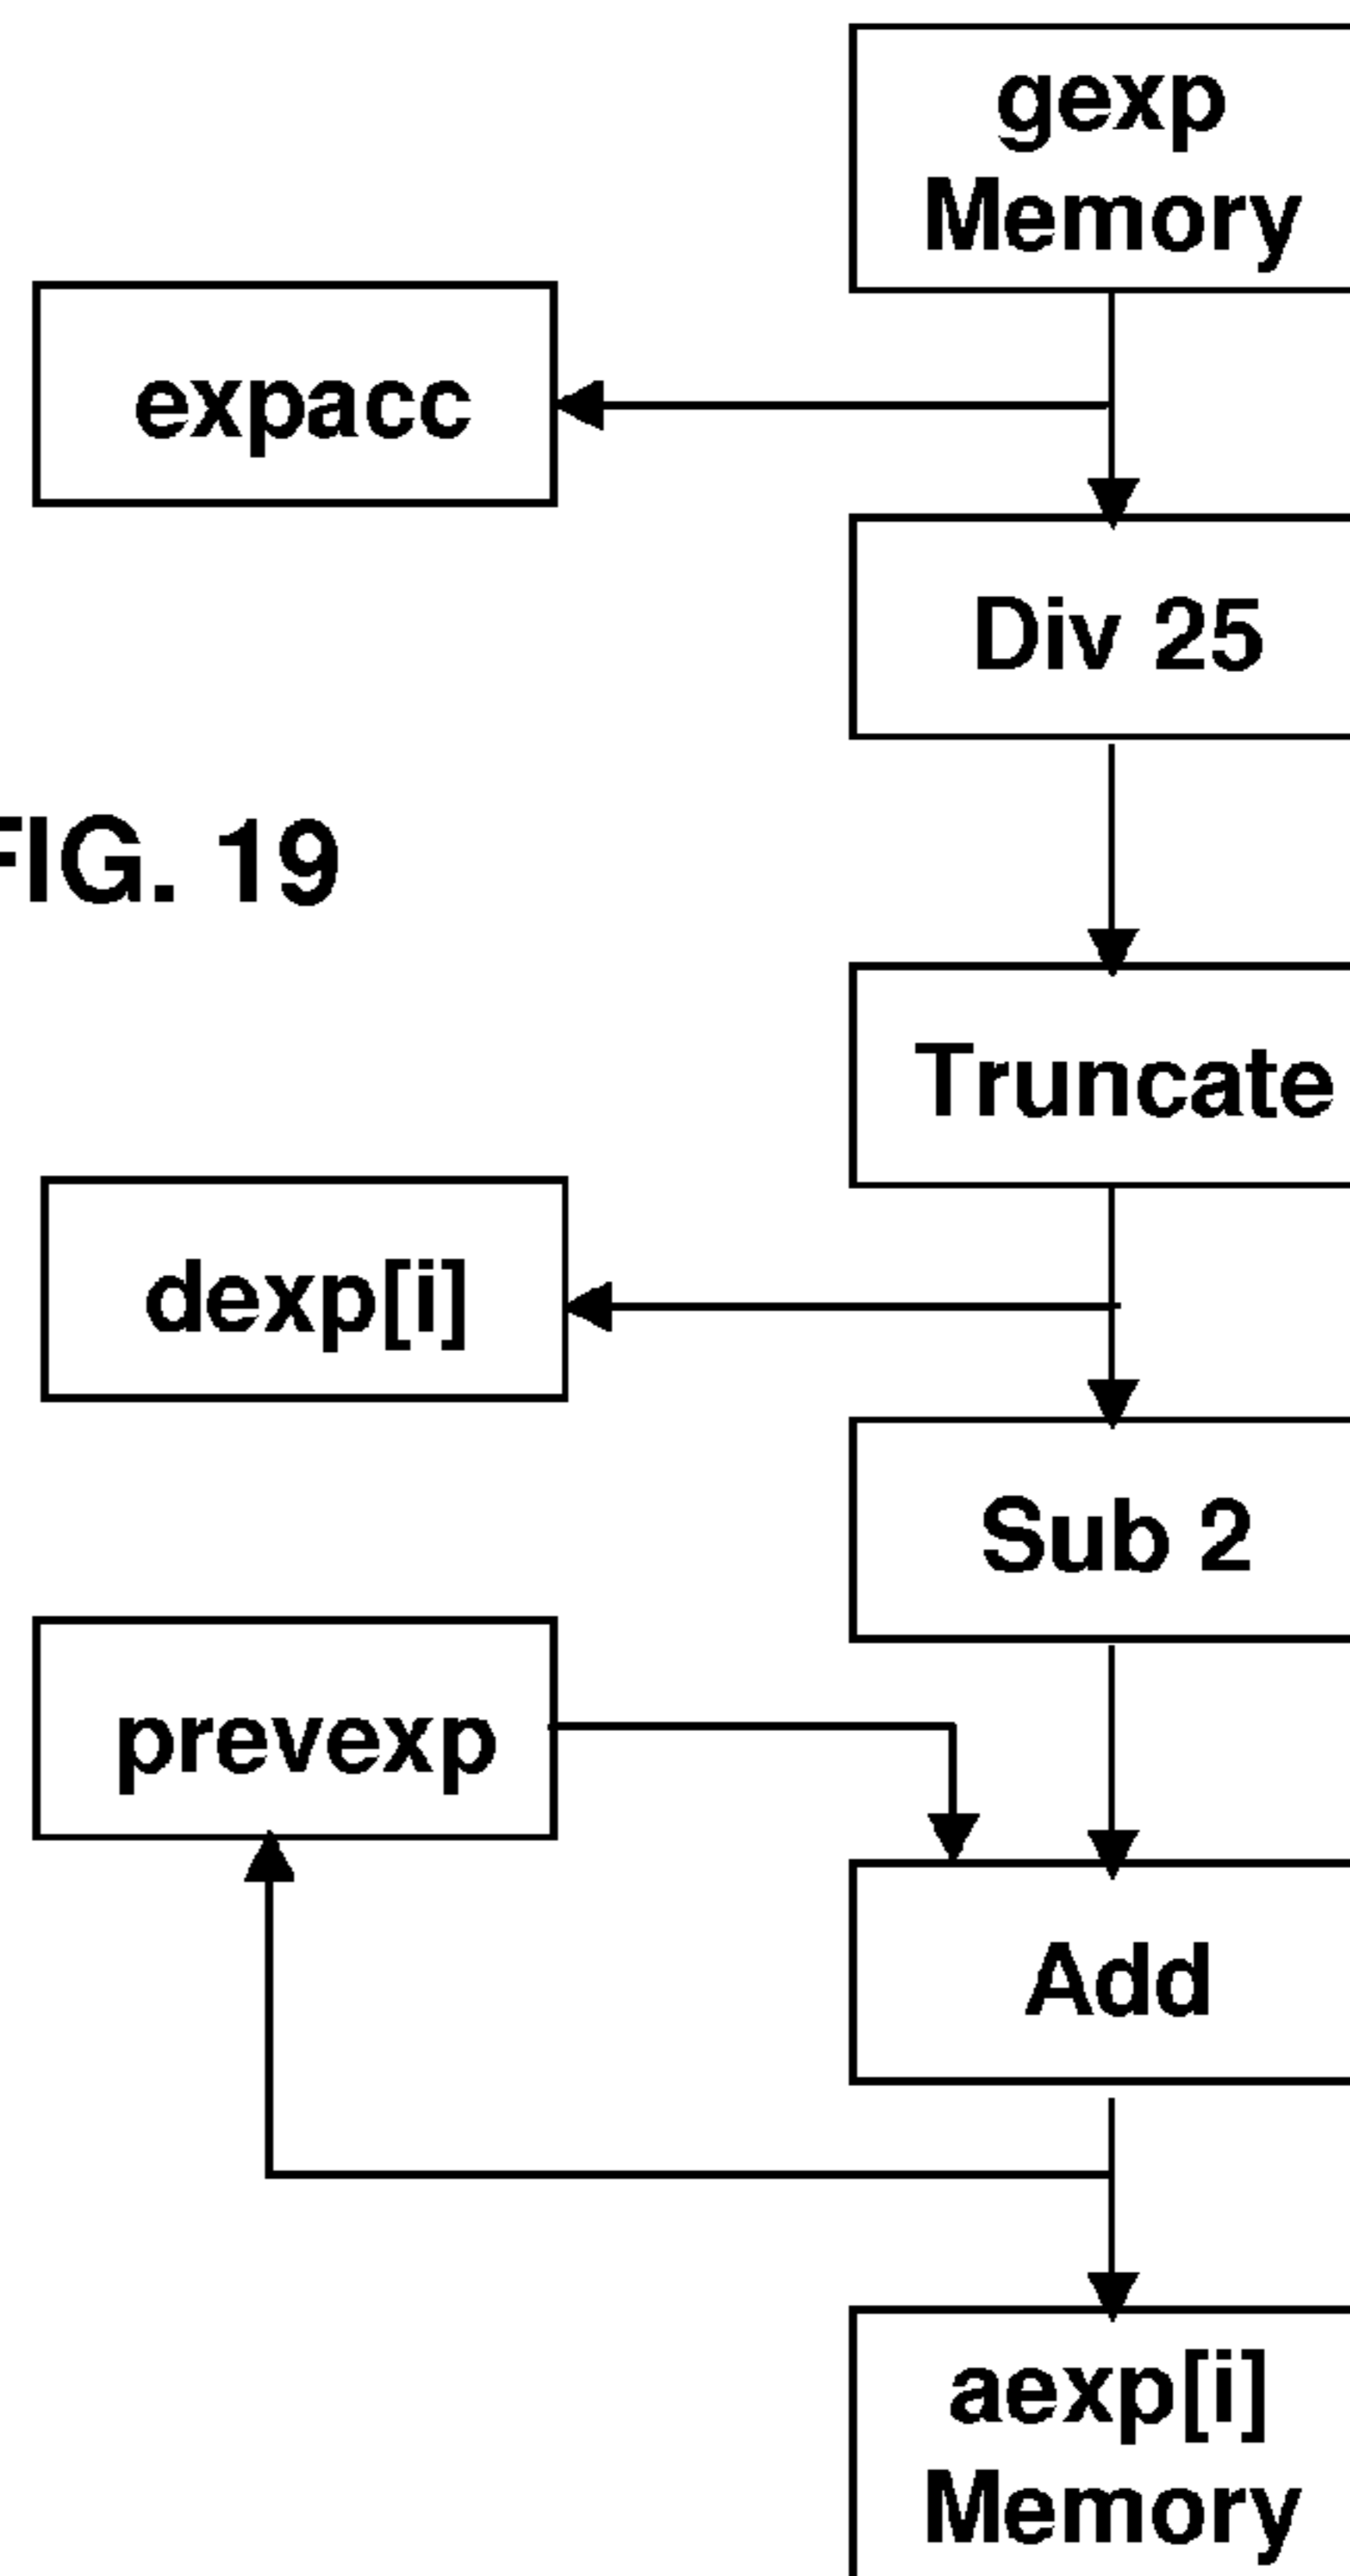 gexp
Memory
expacc
Div 25
FIG. 19
Truncate
dexp[i]
Sub 2
prevexp
Add
aexp[i]
Memory